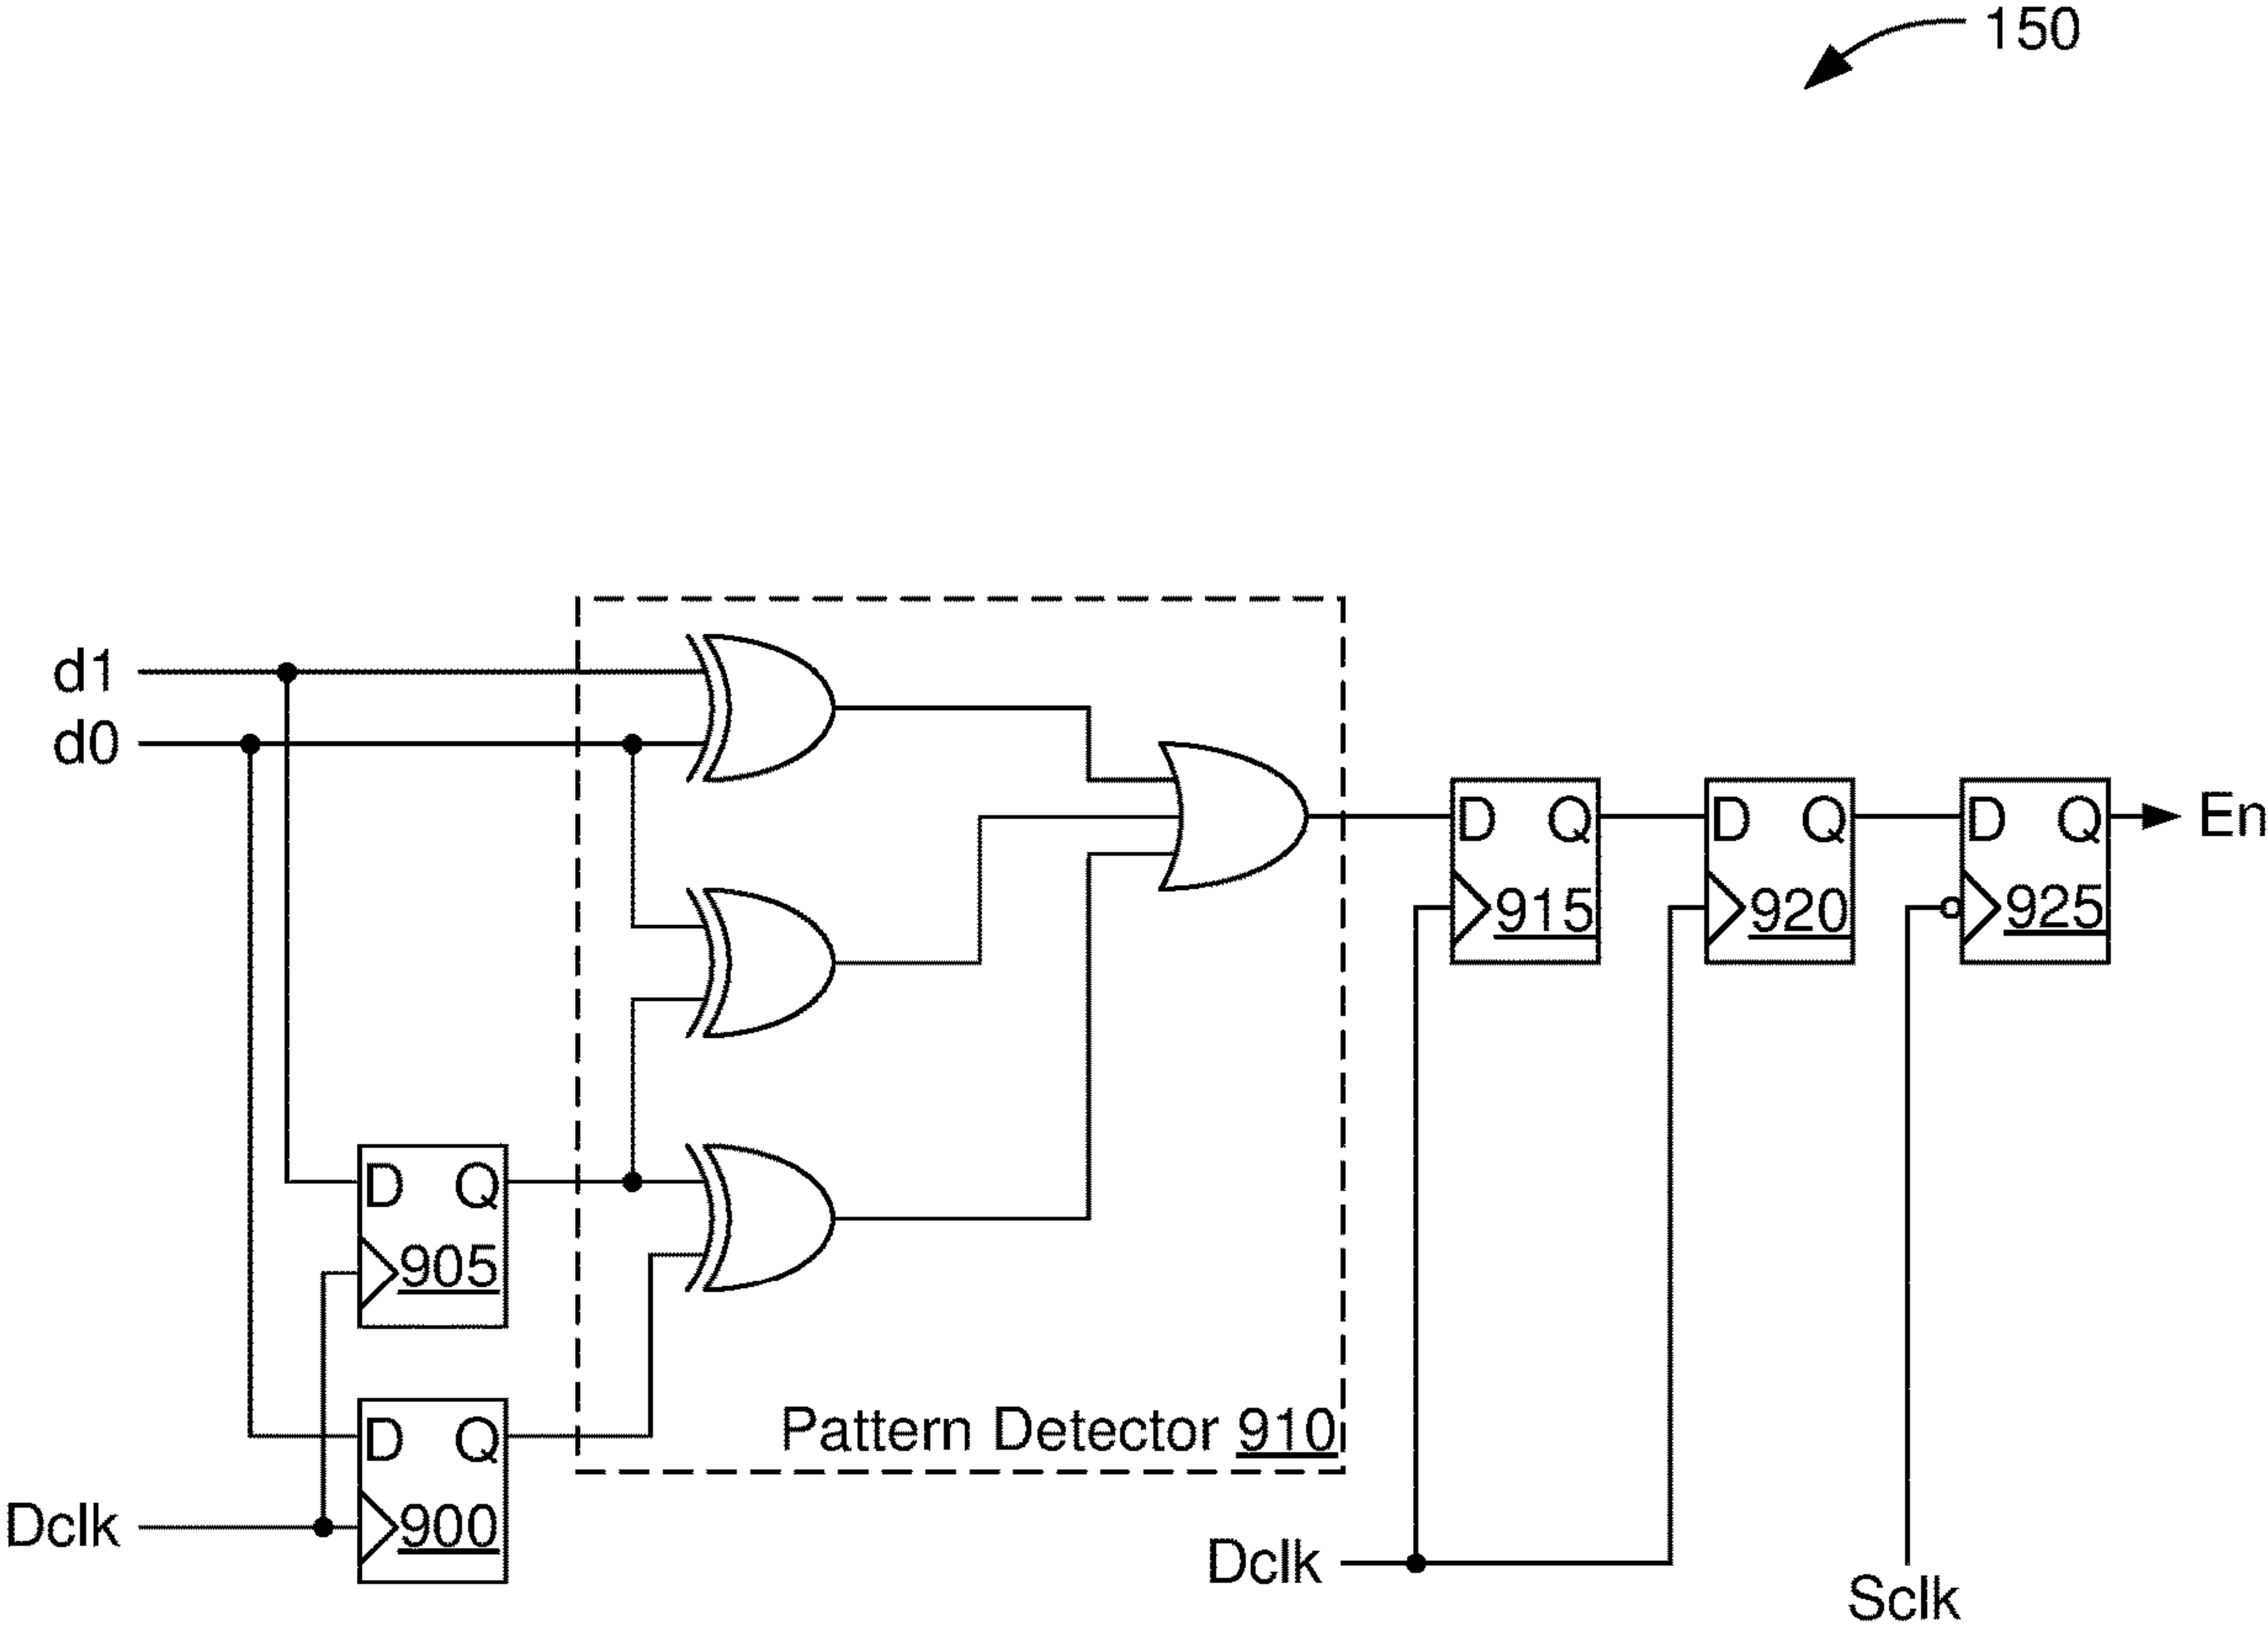 150
d1
d0
D Q
915
D Q
920
D Q
925
En
D Q
905
D Q
900
Pattern Detector 910
Dclk
Dclk
Sclk